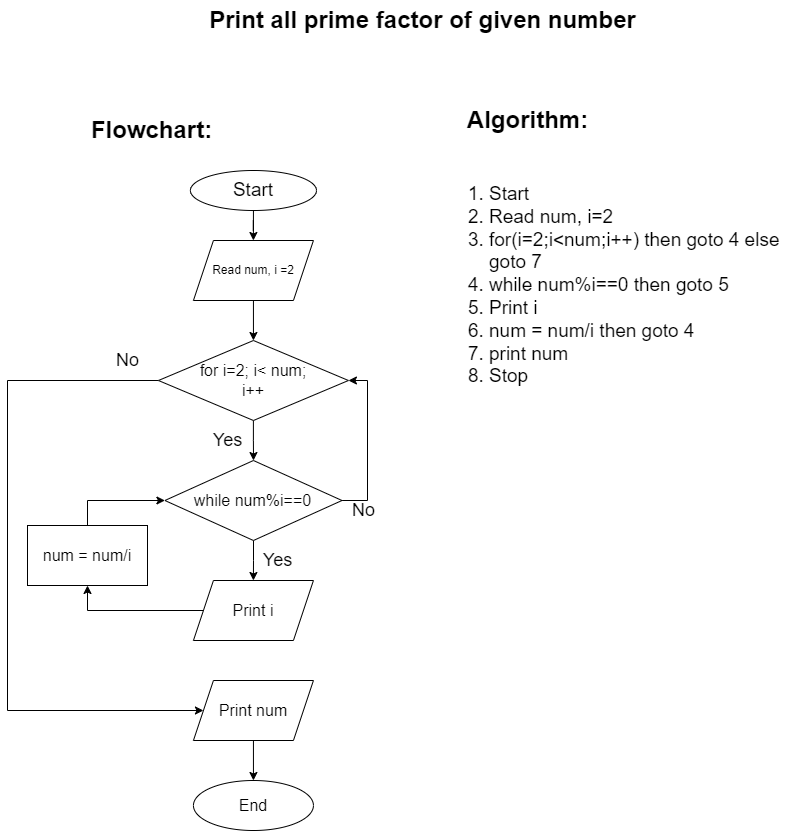 Print all prime factor of given number
Flowchart:
Start
Read num, i =2
for i=2; i< num;
i++
No
Yes
while num%i==0
No
Yes
num = num/i
Print i
Print num
End
Algorithm:
1. Start
2. Read num, i=2
3. for(i=2;i<num;i++) then goto 4 else
goto 7
4. while num%i==0 then goto 5
5. Print i
6. num = num/i then goto 4
7. print num
8. Stop